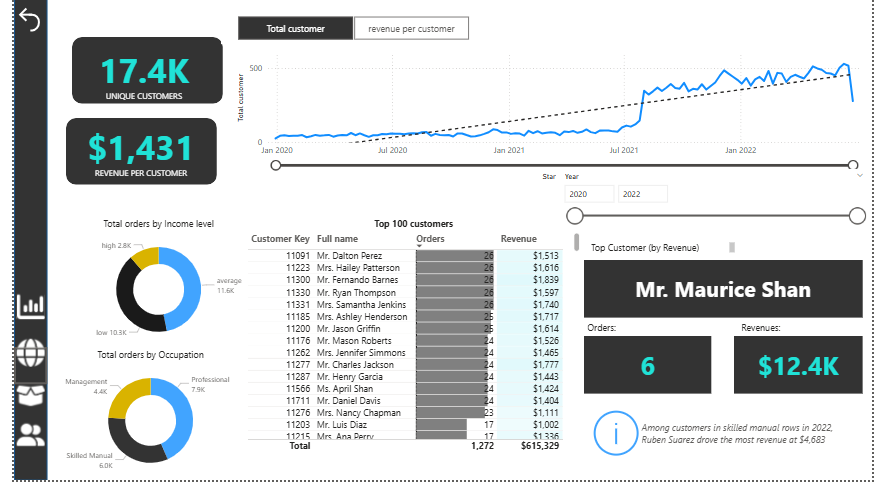 Total customer
revenue per customer
17.4K
UNIQUE CUSTOMERS
$1,431
REVENUE PER CUSTOMER
Total customer
500
0
Jan 2020
Jul 2020
Jan 2021
Jul 2021
Jan 2022
Star
Year
2020
2022
Total orders by Income level
high 2.8K
average
11.6K
low 10.3K
Total orders by Occupation
Management
4.4K
Professional
7.9K
Skilled Manual
6.0K
Top 100 customers
Customer Key Full name Orders Revenue
11091 Mr. Dalton Perez 26 $1,513
11223 Mrs. Hailey Patterson 26 $1,616
11300 Mr. Fernando Barnes 26 $1,839
11330 Mr. Ryan Thompson 26 $1,597
11331 Mrs. Samantha Jenkins 26 $1,740
11185 Mrs. Ashley Henderson 25 $1,717
11200 Mr. Jason Griffin 25 $1,614
11176 Mr. Mason Roberts 24 $1,526
11262 Mrs. Jennifer Simmons 24 $1,465
11277 Mr. Charles Jackson 24 $1,777
11287 Mr. Henry Garcia 24 $1,443
11566 Ms. April Shan 24 $1,424
11711 Mr. Daniel Davis 24 $1,404
11276 Mrs. Nancy Chapman 23 $1,111
11203 Mr. Luis Diaz 17 $1,002
11215 Mrs. Ana Perry 17 $1,336
Total 1,272 $615,329
Top Customer (by Revenue)
Mr. Maurice Shan
Orders:
Revenues:
6
$12.4K
i
Among customers in skilled manual rows in 2022,
Ruben Suarez drove the most revenue at $4,683